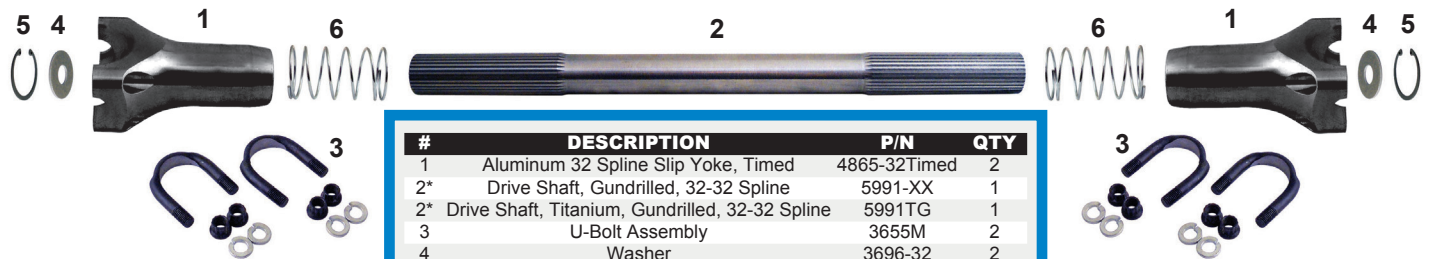 5 4 1 6 2 6 1 4 5
3 3
# DESCRIPTION P/N QTY
1 Aluminum 32 Spline Slip Yoke, Timed 4865-32Timed 2
2* Drive Shaft, Gundrilled, 32-32 Spline 5991-XX 1
2* Drive Shaft, Titanium, Gundrilled, 32-32 Spline 5991TG 1
3 U-Bolt Assembly 3655M 2
4 Washer 3696-32 2